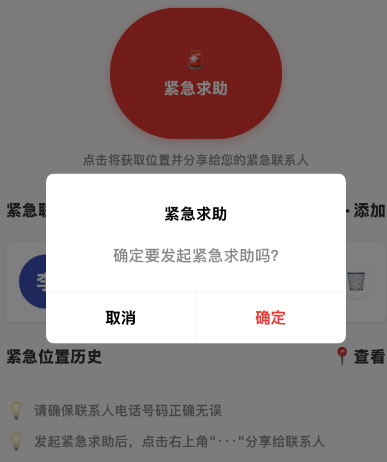 紧急求助
点击将获取位置并分享给您的紧急联系人
紧急联
添加
紧急求助
确定要发起紧急求助吗?
取消
确定
紧急位置历史
查看
请确保联系人电话号码正确无误
发起紧急求助后，点击右上角"···"分享给联系人